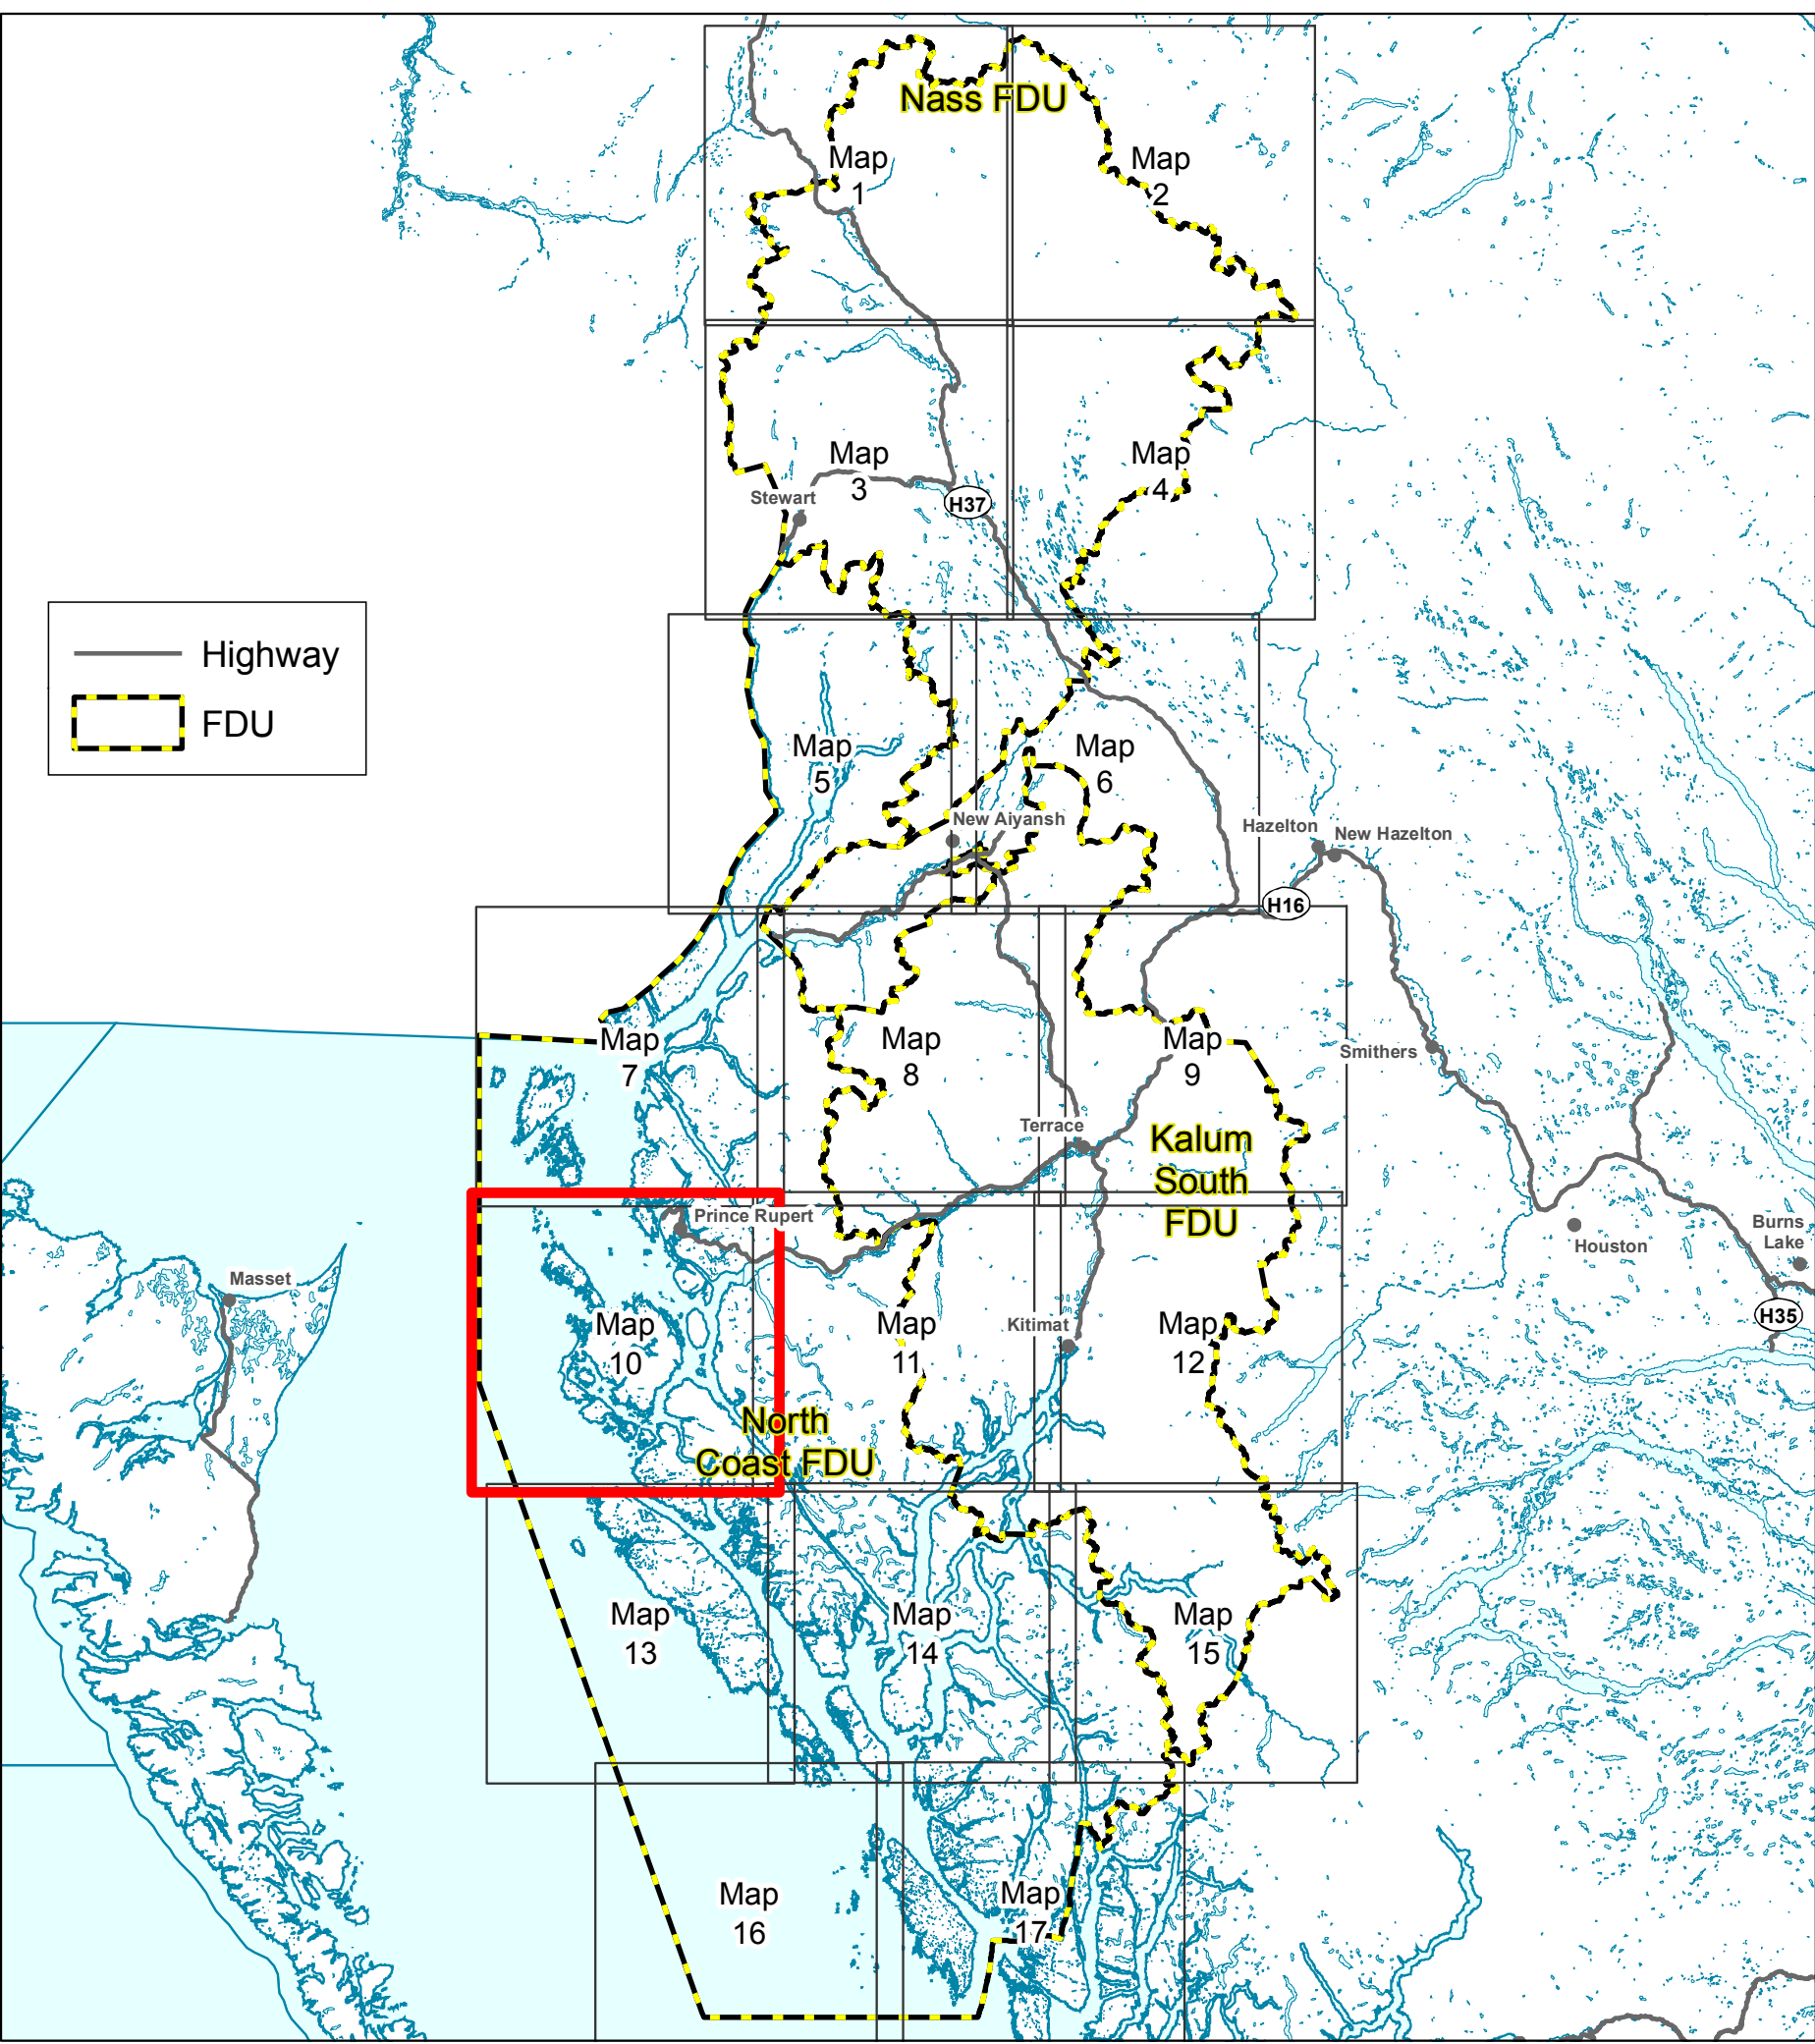 Nass FDU
Map
1
Map
2
Map
3
Map
4
Stewart
H37
Highway
FDU
Map
5
Map
6
New Aiyansh
Hazelton
New Hazelton
H16
Map
7
Map
8
Map
9
Smithers
Terrace
Kalum
South
FDU
Prince Rupert
Houston
Burns
Lake
Masset
H35
Map
10
Map
11
Kitimat
Map
12
North
Coast FDU
Map
13
Map
14
Map
15
Map
16
Map
17